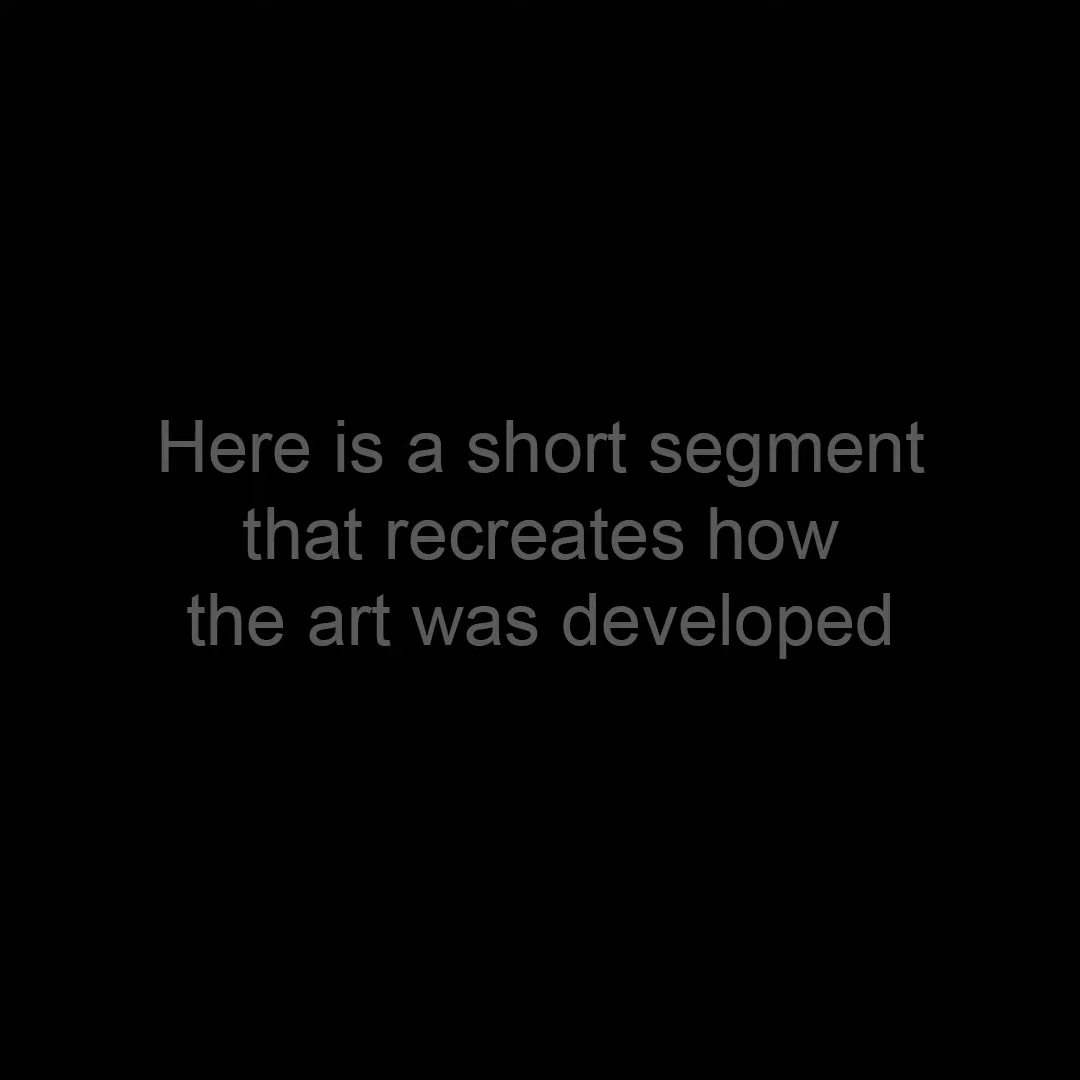 Here is a short segment
that recreates how
the art was developed